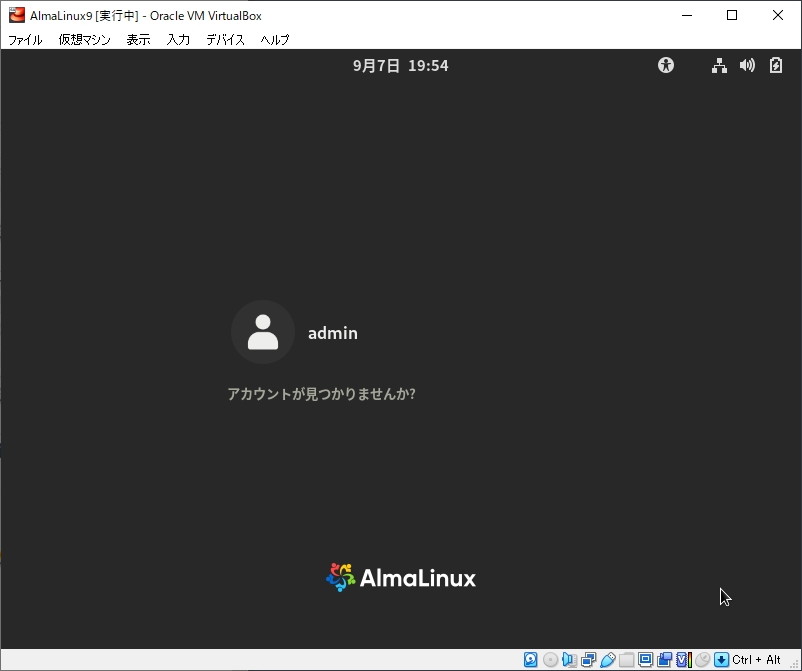 AlmaLinux9 [実行中] - Oracle VM VirtualBox
ファイル 仮想マシン 表示 入力 デバイス ヘルプ
9月7日 19:54
admin
アカウントが見つかりませんか?
AlmaLinux
Ctrl + Alt